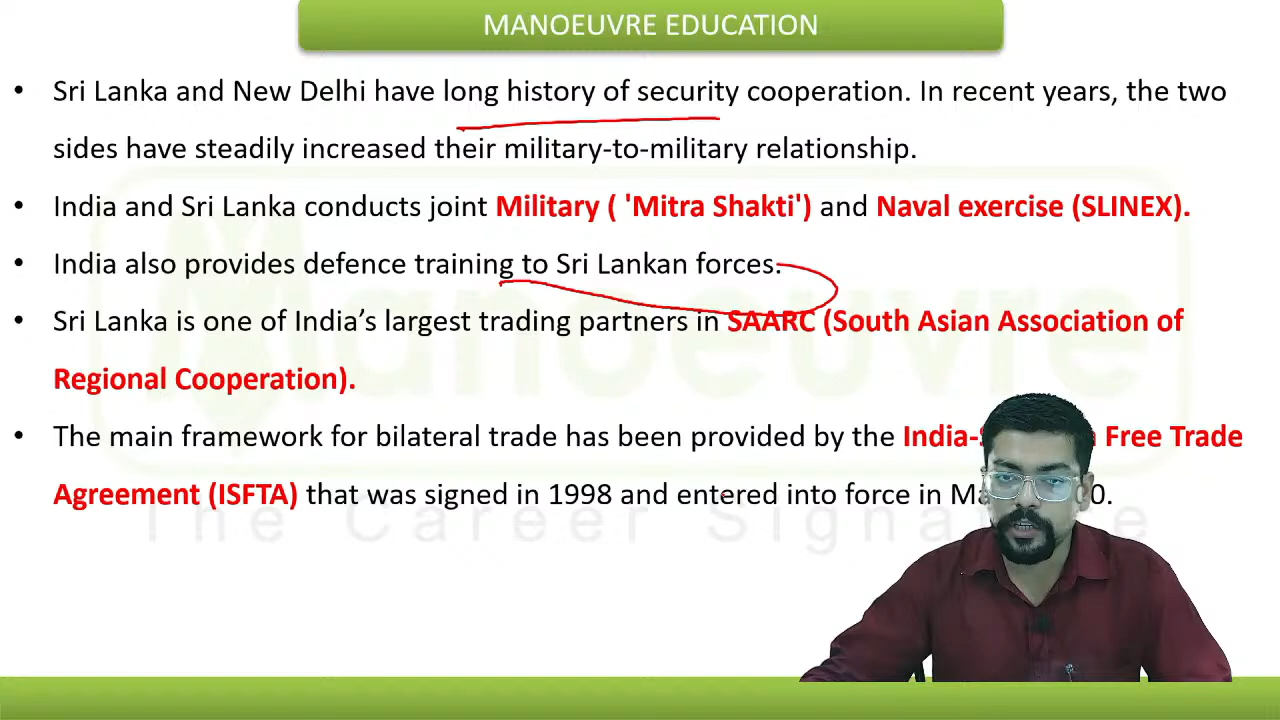 MANOEUVRE EDUCATION
• Sri Lanka and New Delhi have long history of security cooperation. In recent years, the two
sides have steadily increased their military-to-military relationship.
• India and Sri Lanka conducts joint Military ( 'Mitra Shakti') and Naval exercise (SLINEX).
• India also provides defence training to Sri Lankan forces.
• Sri Lanka is one of India’s largest trading partners in SAARC (South Asian Association of
Regional Cooperation).
• The main framework for bilateral trade has been provided by the India- Free Trade
Agreement (ISFTA) that was signed in 1998 and entered into force in
Manoeuvre
The Career Signature